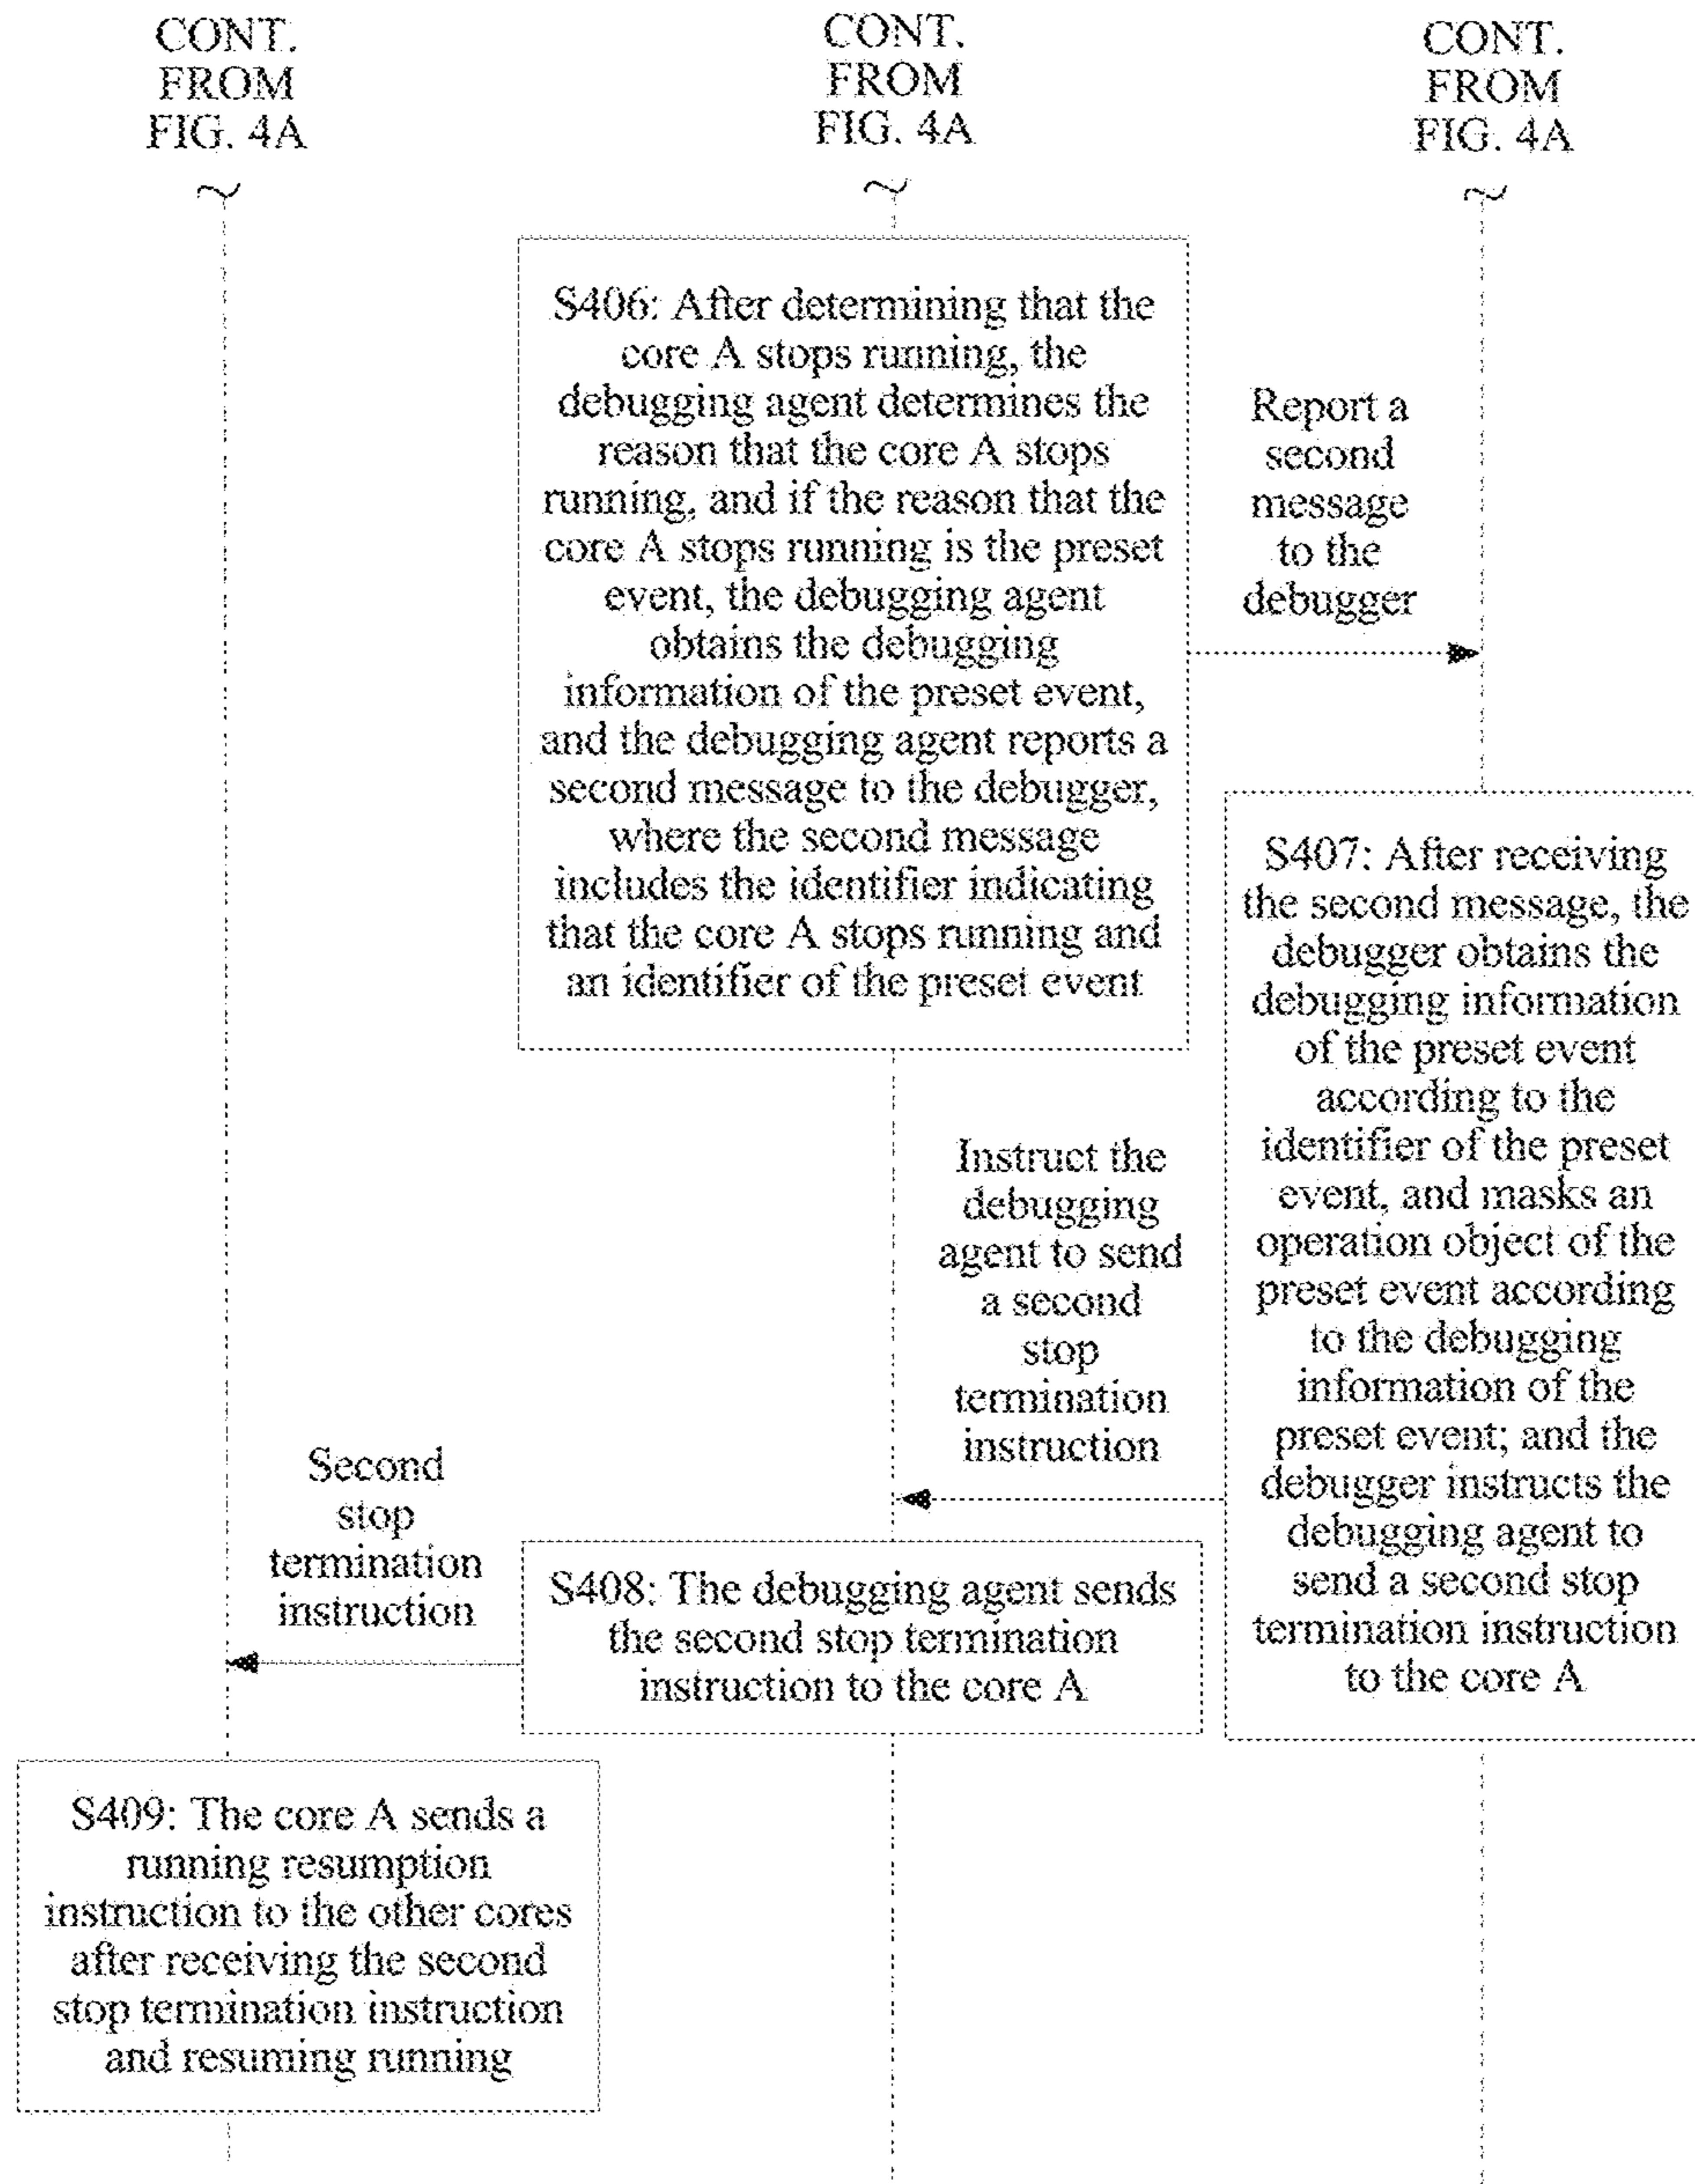 CONT.
FROM
FIG. 4A
CONT.
FROM
FIG. 4A
CONT.
FROM
FIG. 4A
S406: After determining that the
core A stops running, the
debugging agent determines the
reason that the core A stops
running, and if the reason that the
core A stops running is the preset
event, the debugging agent
obtains the debugging
information of the preset event,
and the debugging agent reports a
second message to the debugger,
where the second message
includes the identifier indicating
that the core A stops running and
an identifier of the preset event
Report a
second
message
to the
debugger
S407: After receiving
the second message, the
debugger obtains the
debugging information
of the preset event
according to the
identifier of the preset
event, and masks an
operation object of the
preset event according
to the debugging
information of the
preset event; and the
debugger instructs the
debugging agent to
send a second stop
termination instruction
to the core A
Instruct the
debugging
agent to send
a second
stop
termination
instruction
S408: The debugging agent sends
the second stop termination
instruction to the core A
Second
stop
termination
instruction
S409: The core A sends a
running resumption
instruction to the other cores
after receiving the second
stop termination instruction
and resuming running